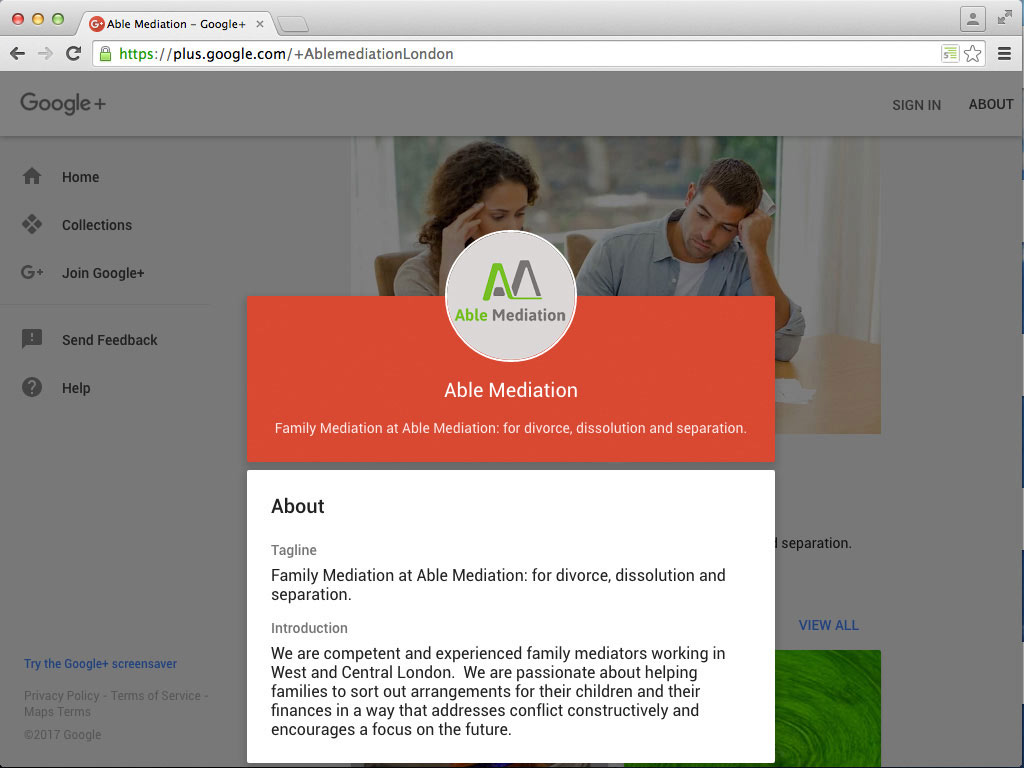 Able Mediation - Google+
https://plus.google.com/+AblemediationLondon
Google+
SIGN IN
ABOUT
Home
Collections
G+ Join Google+
Send Feedback
Help
Able Mediation
Able Mediation
Family Mediation at Able Mediation: for divorce, dissolution and separation.
About
Tagline
Family Mediation at Able Mediation: for divorce, dissolution and
separation.
Introduction
We are competent and experienced family mediators working in
West and Central London.  We are passionate about helping
families to sort out arrangements for their children and their
finances in a way that addresses conflict constructively and
encourages a focus on the future.
separation.
VIEW ALL
Try the Google+ screensaver
Privacy Policy - Terms of Service -
Maps Terms
©2017 Google